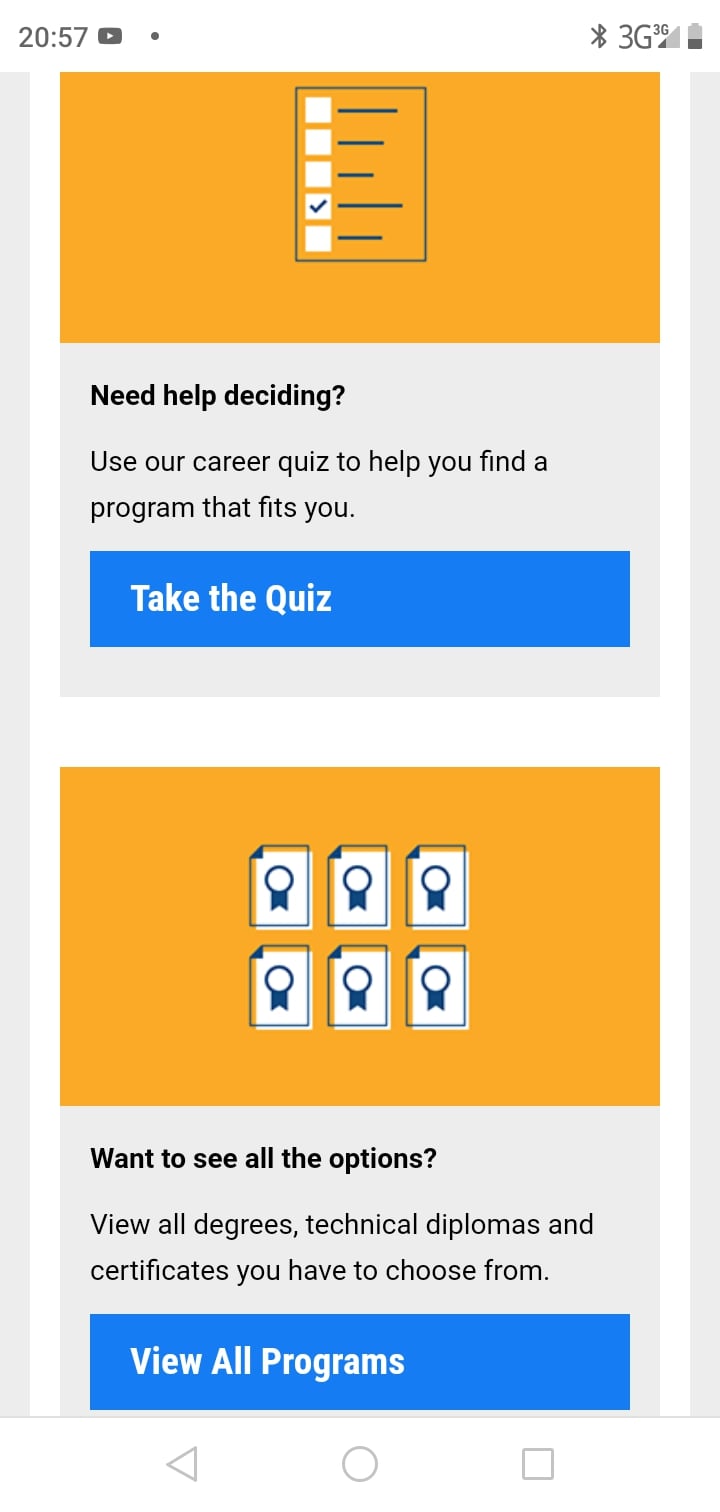 20:57
3G 3G
Need help deciding?
Use our career quiz to help you find a
program that fits you.
Take the Quiz
Want to see all the options?
View all degrees, technical diplomas and
certificates you have to choose from.
View All Programs